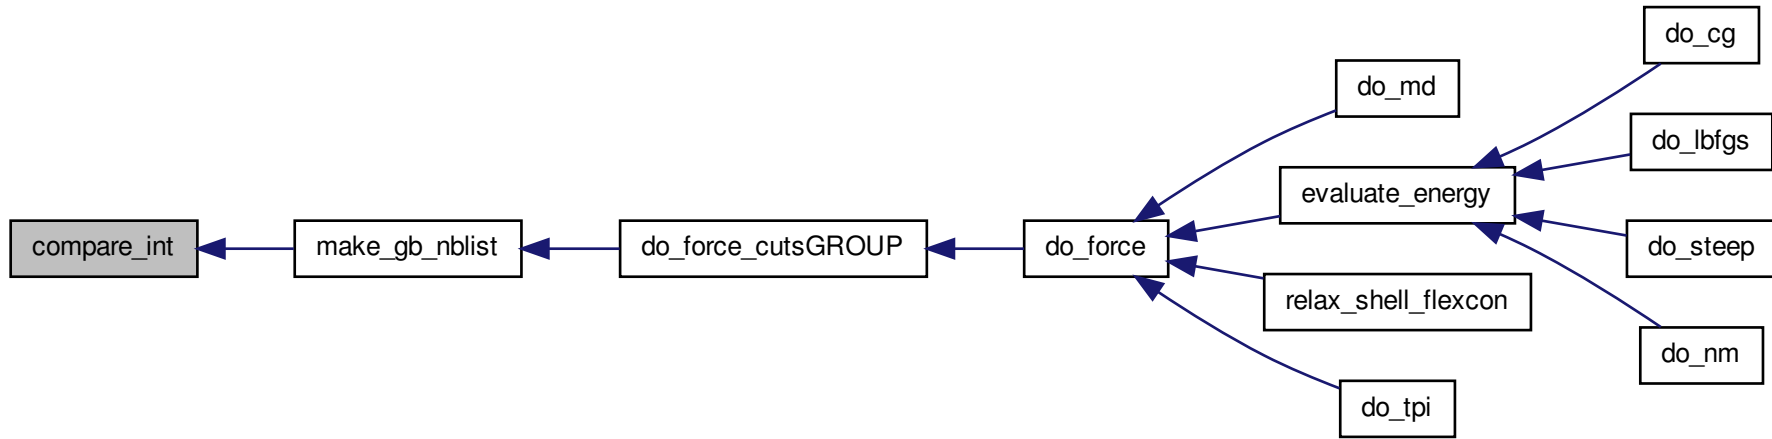 compare_int
make_gb_nblist
do_force_cutsGROUP
do_force
do_md
evaluate_energy
relax_shell_flexcon
do_tpi
do_cg
do_lbfgs
do_steep
do_nm